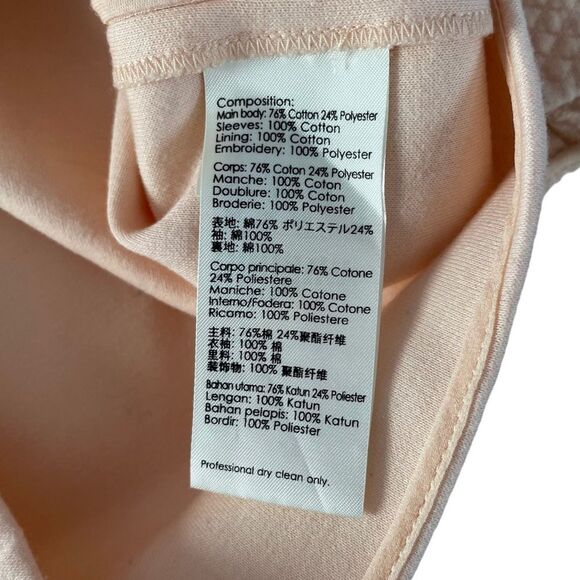 Composition:
Main body: 76% Cotton 24% Polyester
Sleeves: 100% Cotton
Lining: 100% Cotton
Embroidery: 100% Polyester
Corps: 76% Coton 24% Polyester
Manche: 100% Coton
Doublure: 100% Coton
Broderie: 100% Polyester
表地: 綿76% ポリエステル24%
袖: 綿100%
裏地: 綿100%
Carpo principale: 76% Cotone
24% Poliestere
Maniche: 100% Cotone
Interno/Fodera: 100% Cotone
Ricamo: 100% Poliestere
主料: 76%棉 24%聚酯纤维
衣袖: 100% 棉
里料: 100% 棉
装饰物: 100% 聚酯纤维
Bahan utama: 76% Katun 24% Poliester
Lengan: 100% Katun
Bahan pelapis: 100% Katun
Bordir: 100% Poliester
Professional dry clean only.